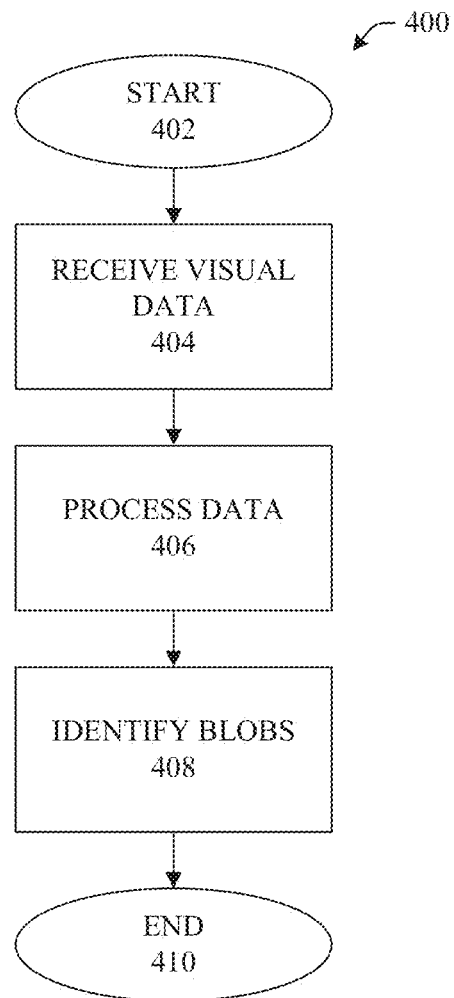 400
START
402
RECEIVE VISUAL
DATA
404
PROCESS DATA
406
IDENTIFY BLOBS
408
END
410